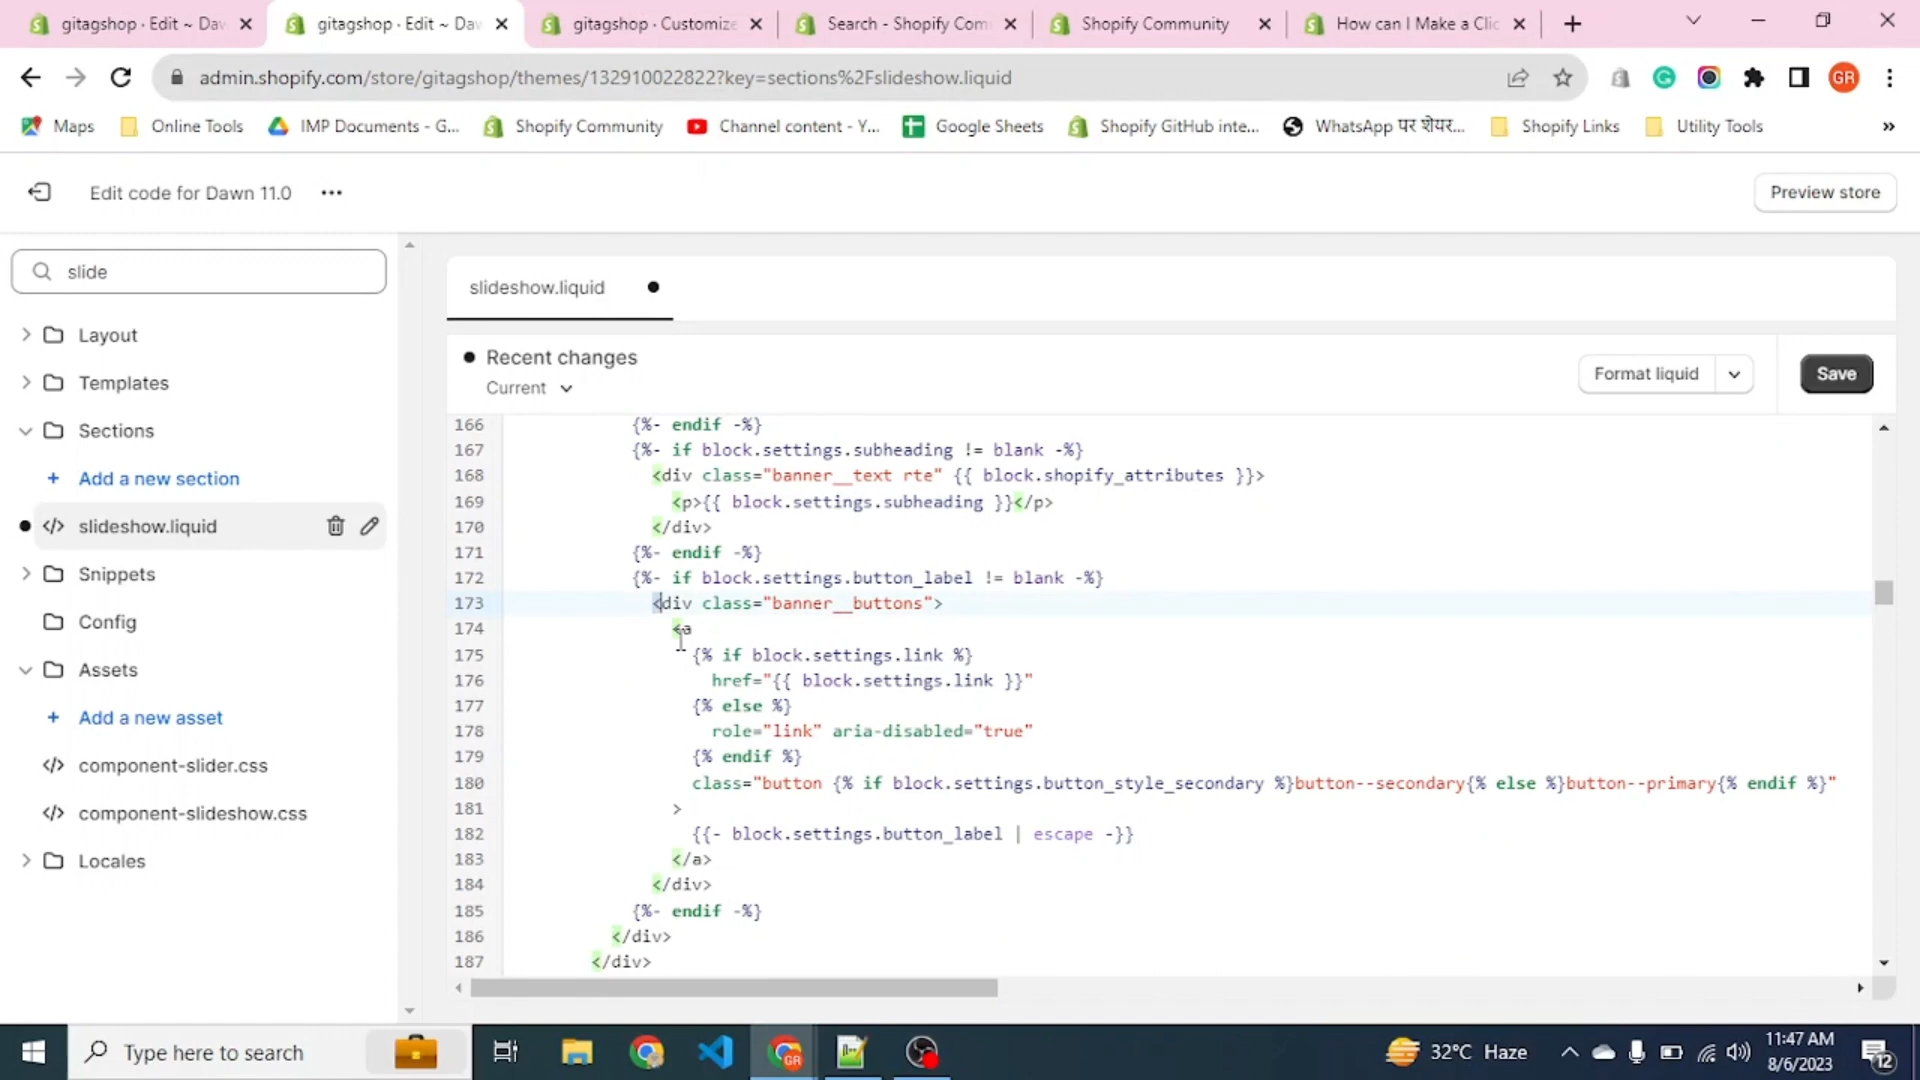 gitagshop · Edit ~ Daw
gitagshop · Edit ~ Daw
gitagshop · Customize
Search - Shopify Com
Shopify Community
How can I Make a Clic
admin.shopify.com/store/gitagshop/themes/132910022822?key=sections%2Fslideshow.liquid
GR
Maps
Online Tools
IMP Documents - G...
Shopify Community
Channel content - Y...
Google Sheets
Shopify GitHub inte...
WhatsApp पर शेयर...
Shopify Links
Utility Tools
»
Edit code for Dawn 11.0
Preview store
slide
Layout
Templates
Sections
+ Add a new section
</> slideshow.liquid
Snippets
Config
Assets
+ Add a new asset
</> component-slider.css
</> component-slideshow.css
Locales
slideshow.liquid
Recent changes
Current
Format liquid
Save
166 {%- endif -%}
167 {%- if block.settings.subheading != blank -%}
168 <div class="banner__text rte" {{ block.shopify_attributes }}>
169 <p>{{ block.settings.subheading }}</p>
170 </div>
171 {%- endif -%}
172 {%- if block.settings.button_label != blank -%}
173 <div class="banner__buttons">
174 <a
175 {% if block.settings.link %}
176 href="{{ block.settings.link }}"
177 {% else %}
178 role="link" aria-disabled="true"
179 {% endif %}
180 class="button {% if block.settings.button_style_secondary %}button--secondary{% else %}button--primary{% endif %}"
181 >
182 {{- block.settings.button_label | escape -}}
183 </a>
184 </div>
185 {%- endif -%}
186 </div>
187 </div>
Type here to search
GR
32°C Haze
11:47 AM
8/6/2023
12